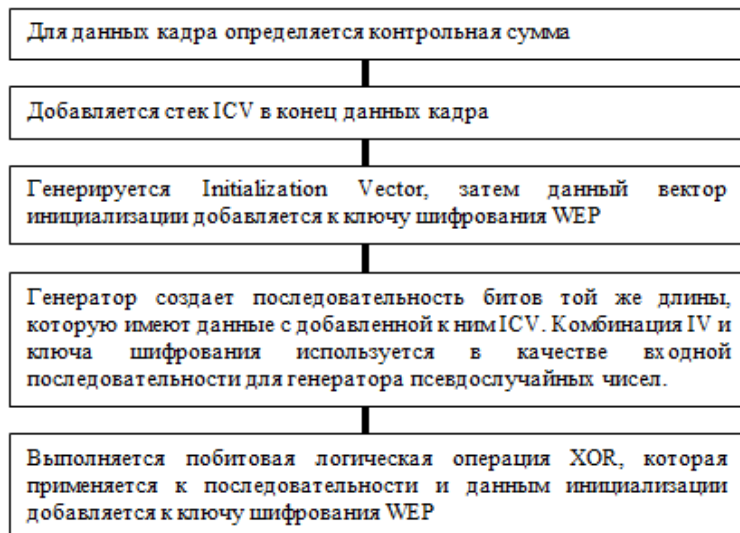 Для данных кадра определяется контрольная сумма
Добавляется стек ICV в конец данных кадра
Генерируется Initialization Vector, затем данный вектор
инициализации добавляется к ключу шифрования WEP
Генератор создает последовательность битов той же длины,
которую имеют данные с добавленной к ним ICV. Комбинация IV и
ключа шифрования используется в качестве входной
последовательности для генератора псевдослучайных чисел.
Выполняется побитовая логическая операция XOR, которая
применяется к последовательности и данным инициализации
добавляется к ключу шифрования WEP